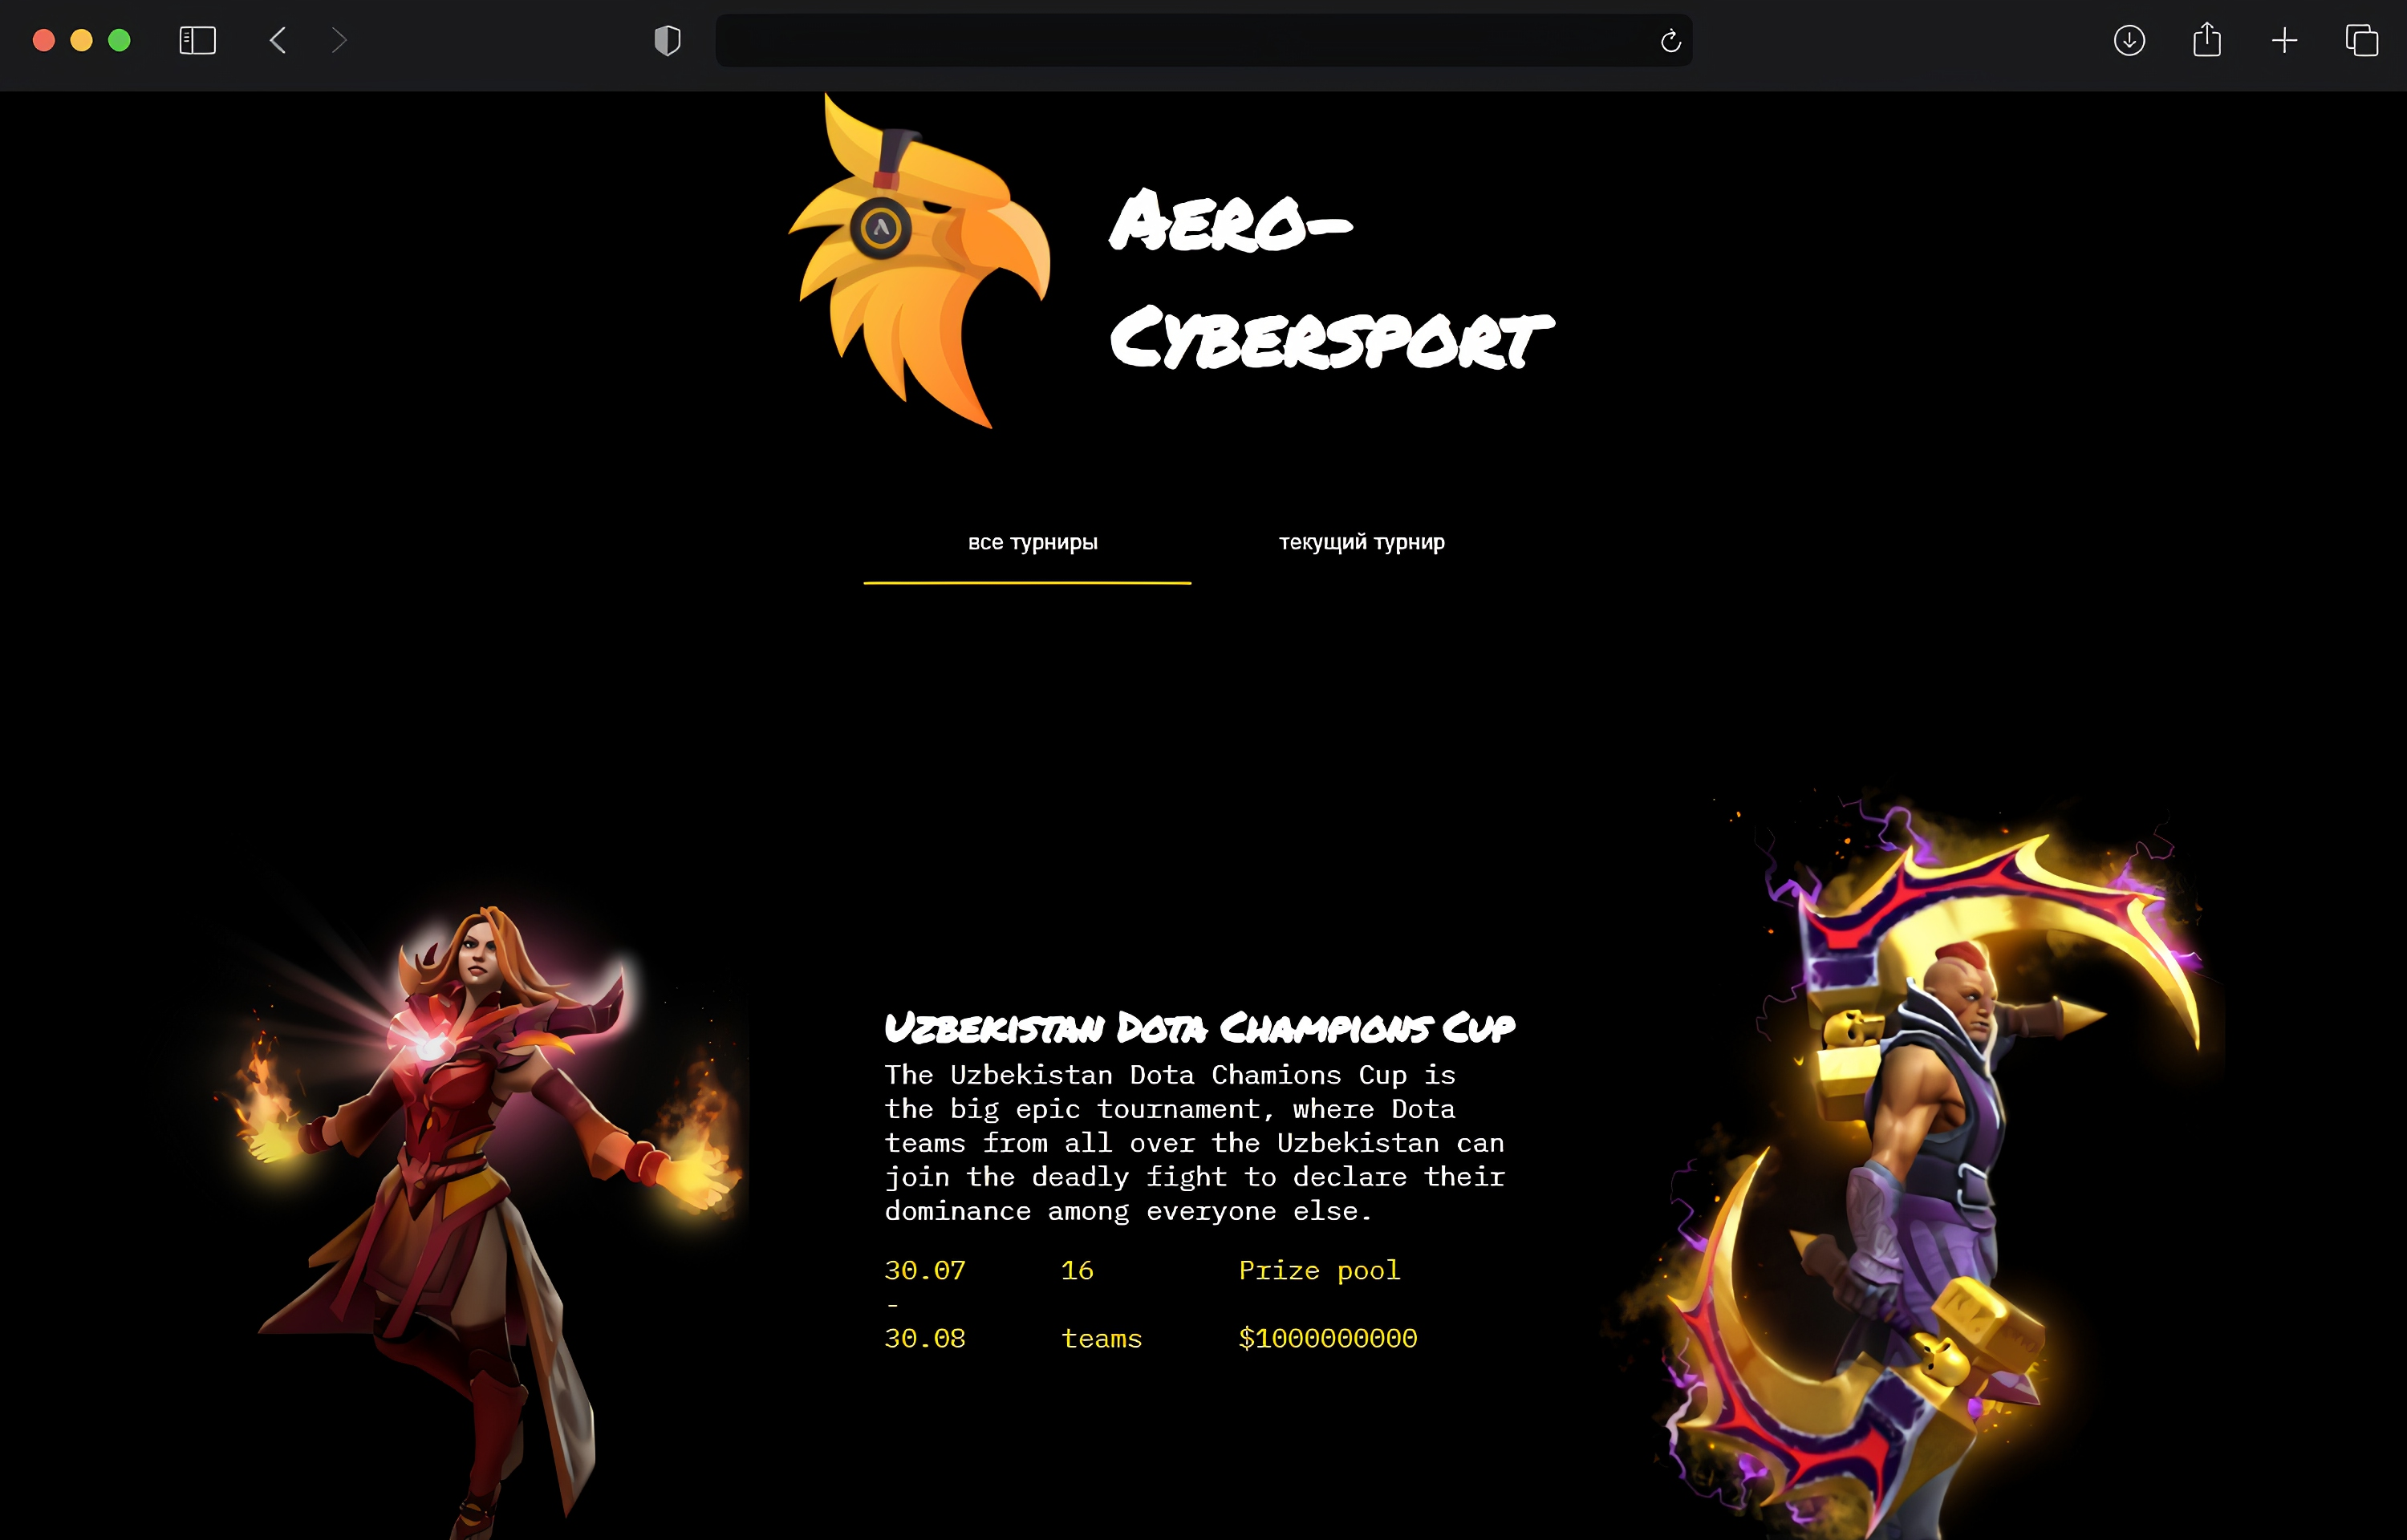 Aero-
Cybersport
все турниры
текущий турнир
Uzbekistan Dota Champions Cup
The Uzbekistan Dota Chamions Cup is
the big epic tournament, where Dota
teams from all over the Uzbekistan can
join the deadly fight to declare their
dominance among everyone else.
30.07
-
30.08
16
teams
Prize pool
$1000000000